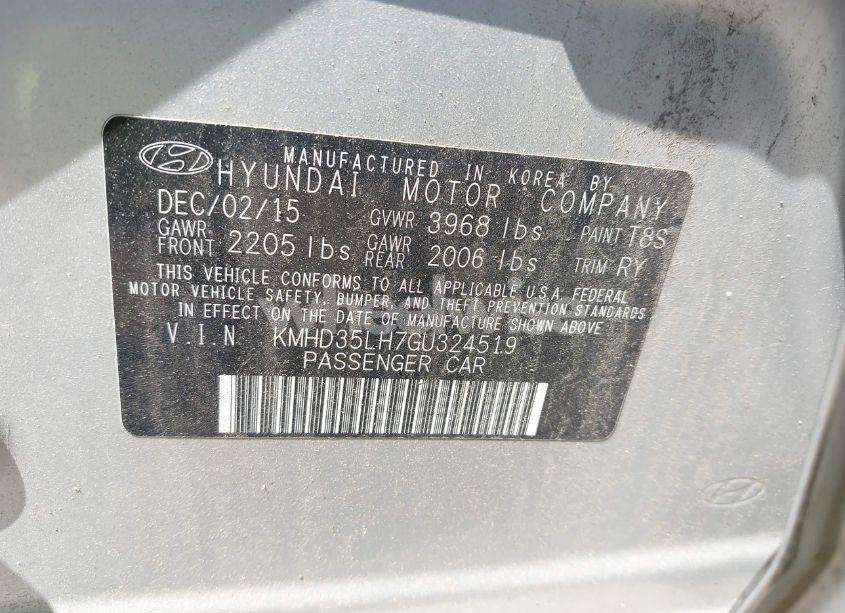 MANUFACTURED IN KOREA BY
HYUNDAI MOTOR COMPANY
DEC/02/15 GVWR 3968 lbs PAINT T8S
GAWR FRONT 2205 lbs GAWR REAR 2006 lbs TRIM RY
THIS VEHICLE CONFORMS TO ALL APPLICABLE U.S.A. FEDERAL
MOTOR VEHICLE SAFETY, BUMPER, AND THEFT PREVENTION STANDARDS
IN EFFECT ON THE DATE OF MANUFACTURE SHOWN ABOVE
V.I.N. KMHD35LH7GU324519
PASSENGER CAR